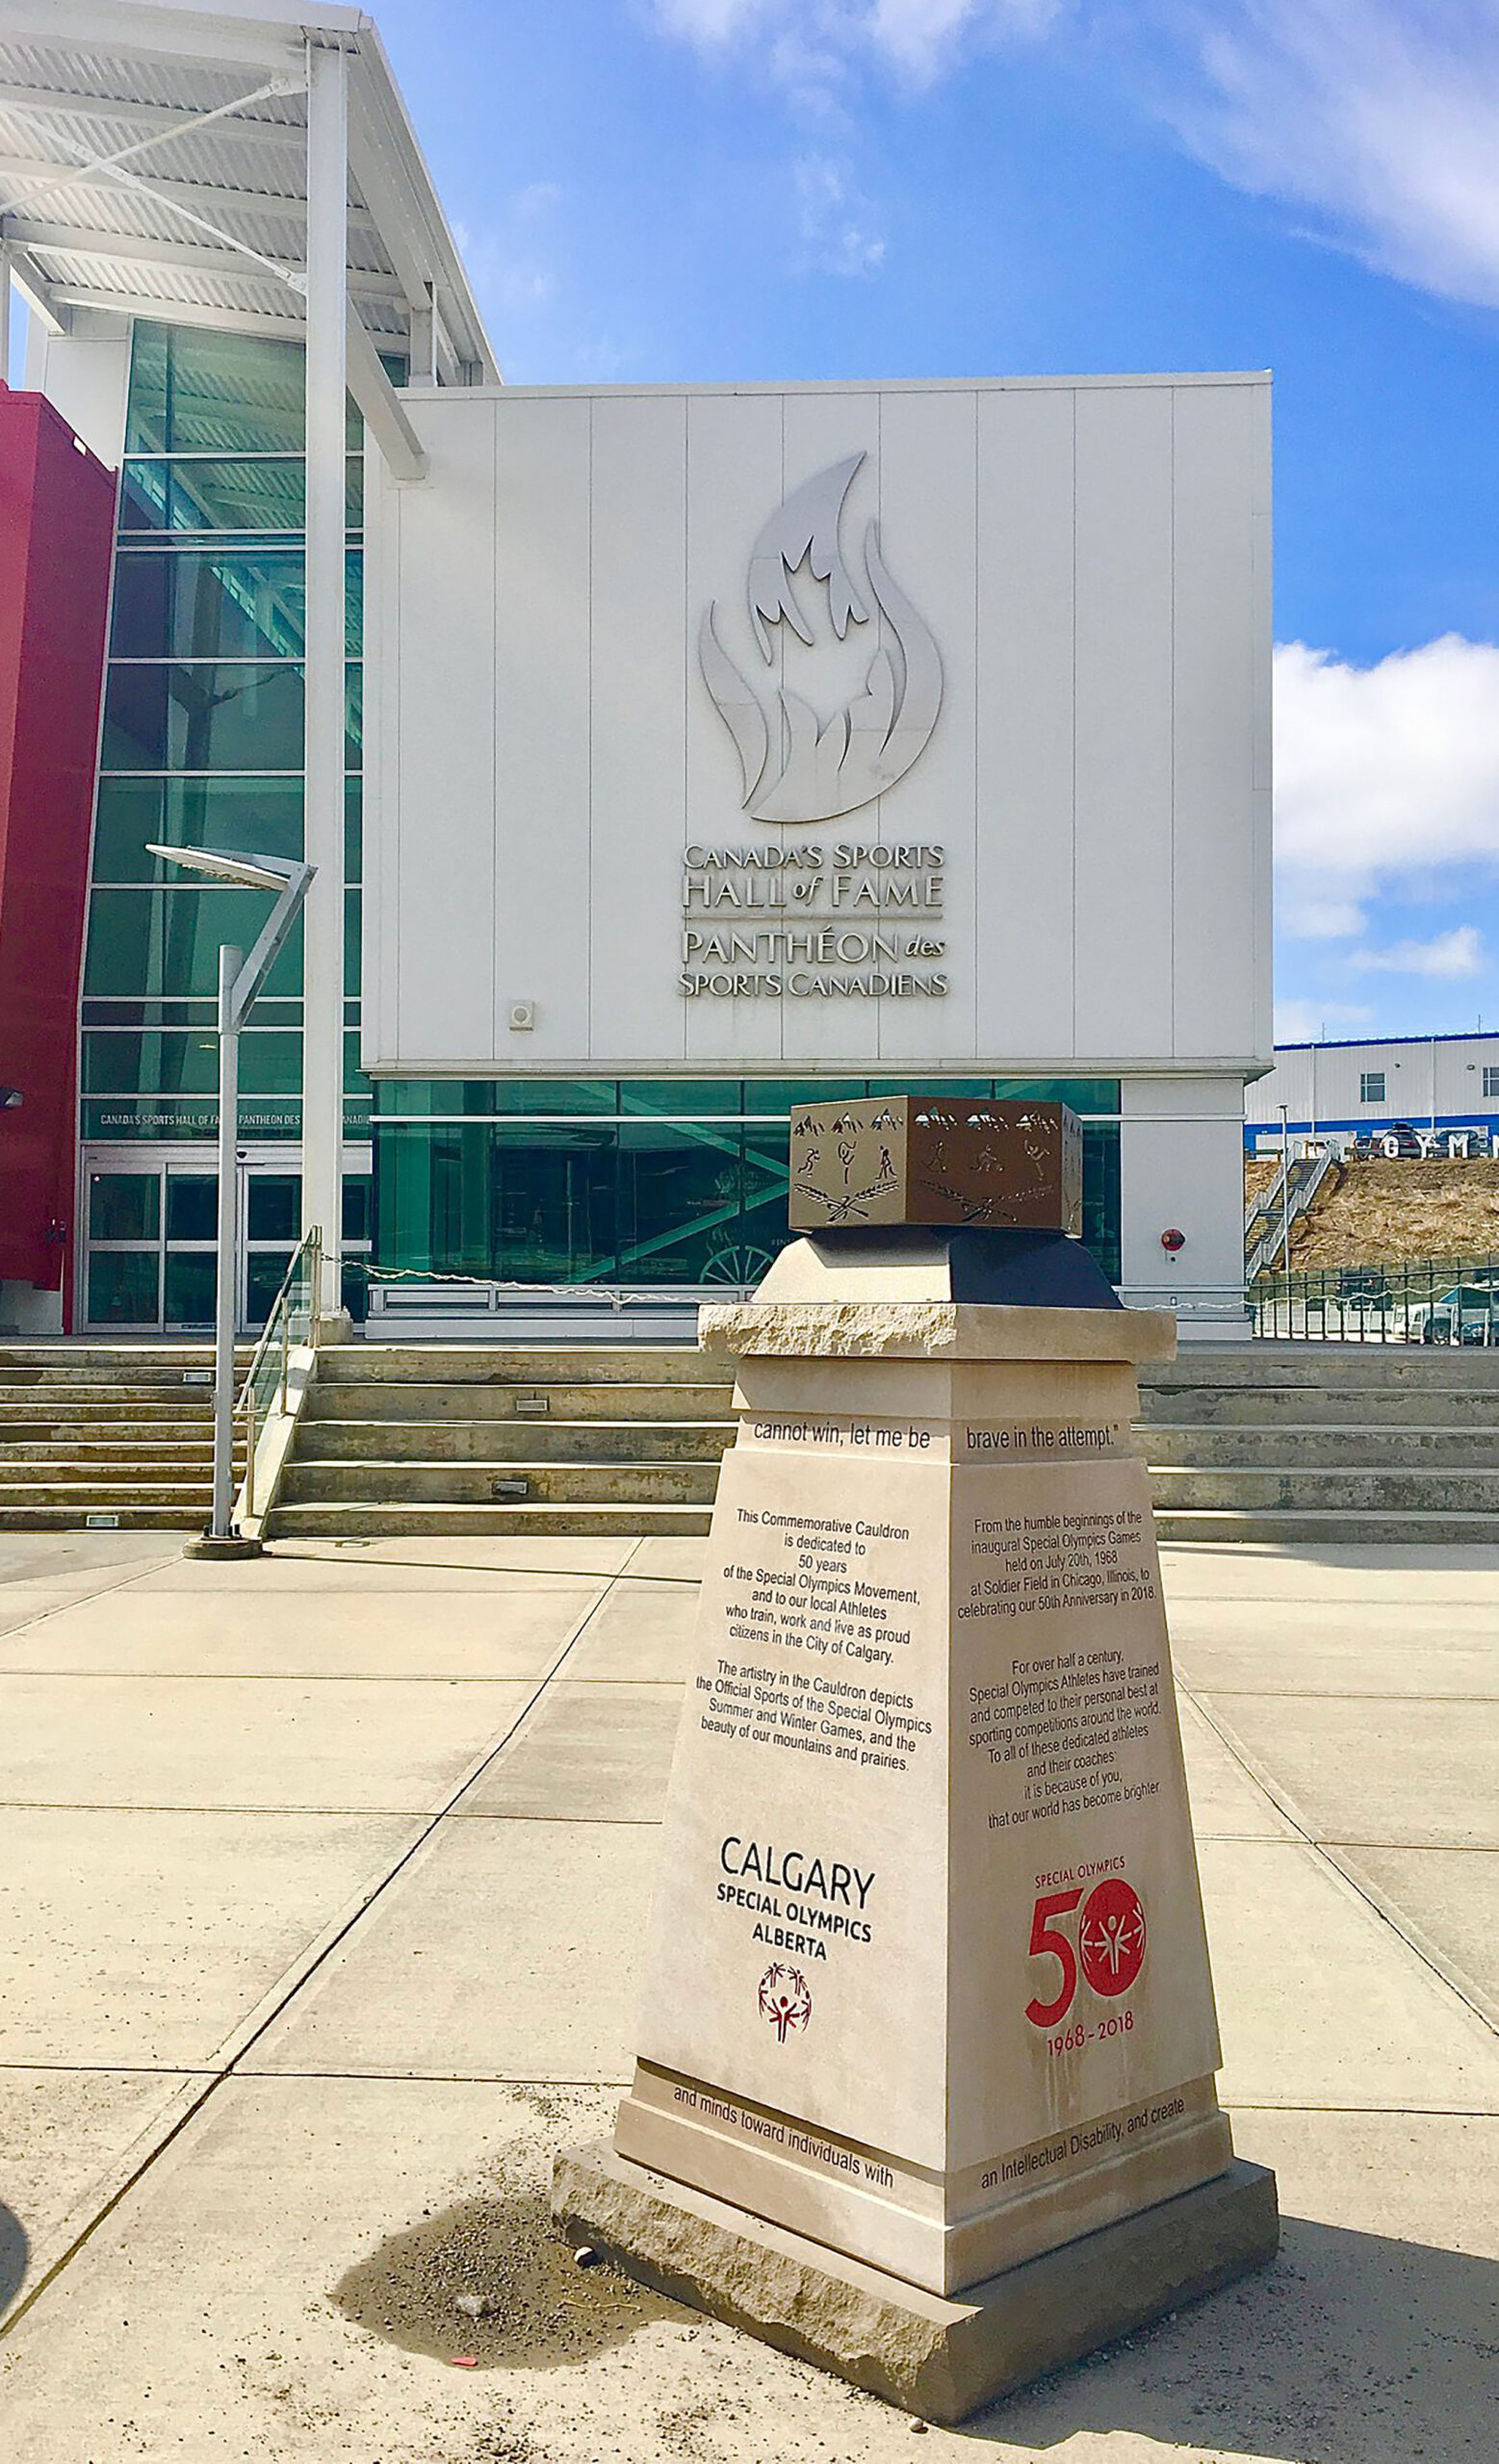 CANADA'S SPORTS
HALL of FAME
PANTHÉON des
SPORTS CANADIENS
CANADA'S SPORTS HALL OF PANTHEON DES
GYM
cannot win, let me be
brave in the attempt."
This Commemorative Cauldron
is dedicated to
50 years
of the Special Olympics Movement,
and to our local Athletes
who train, work and live as proud
citizens in the City of Calgary.
The artistry in the Cauldron depicts
the Official Sports of the Special Olympics
Summer and Winter Games, and the
beauty of our mountains and prairies.
CALGARY
SPECIAL OLYMPICS
ALBERTA
and minds toward individuals with
From the humble beginnings of the
inaugural Special Olympics Games
held on July 20th, 1968
at Soldier Field in Chicago, Illinois, to
celebrating our 50th Anniversary in 2018.
For over half a century,
Special Olympics Athletes have trained
and competed to their personal best at
sporting competitions around the world.
To all of these dedicated athletes
and their coaches:
it is because of you,
that our world has become brighter.
SPECIAL OLYMPICS
50
1968-2018
an Intellectual Disability, and create